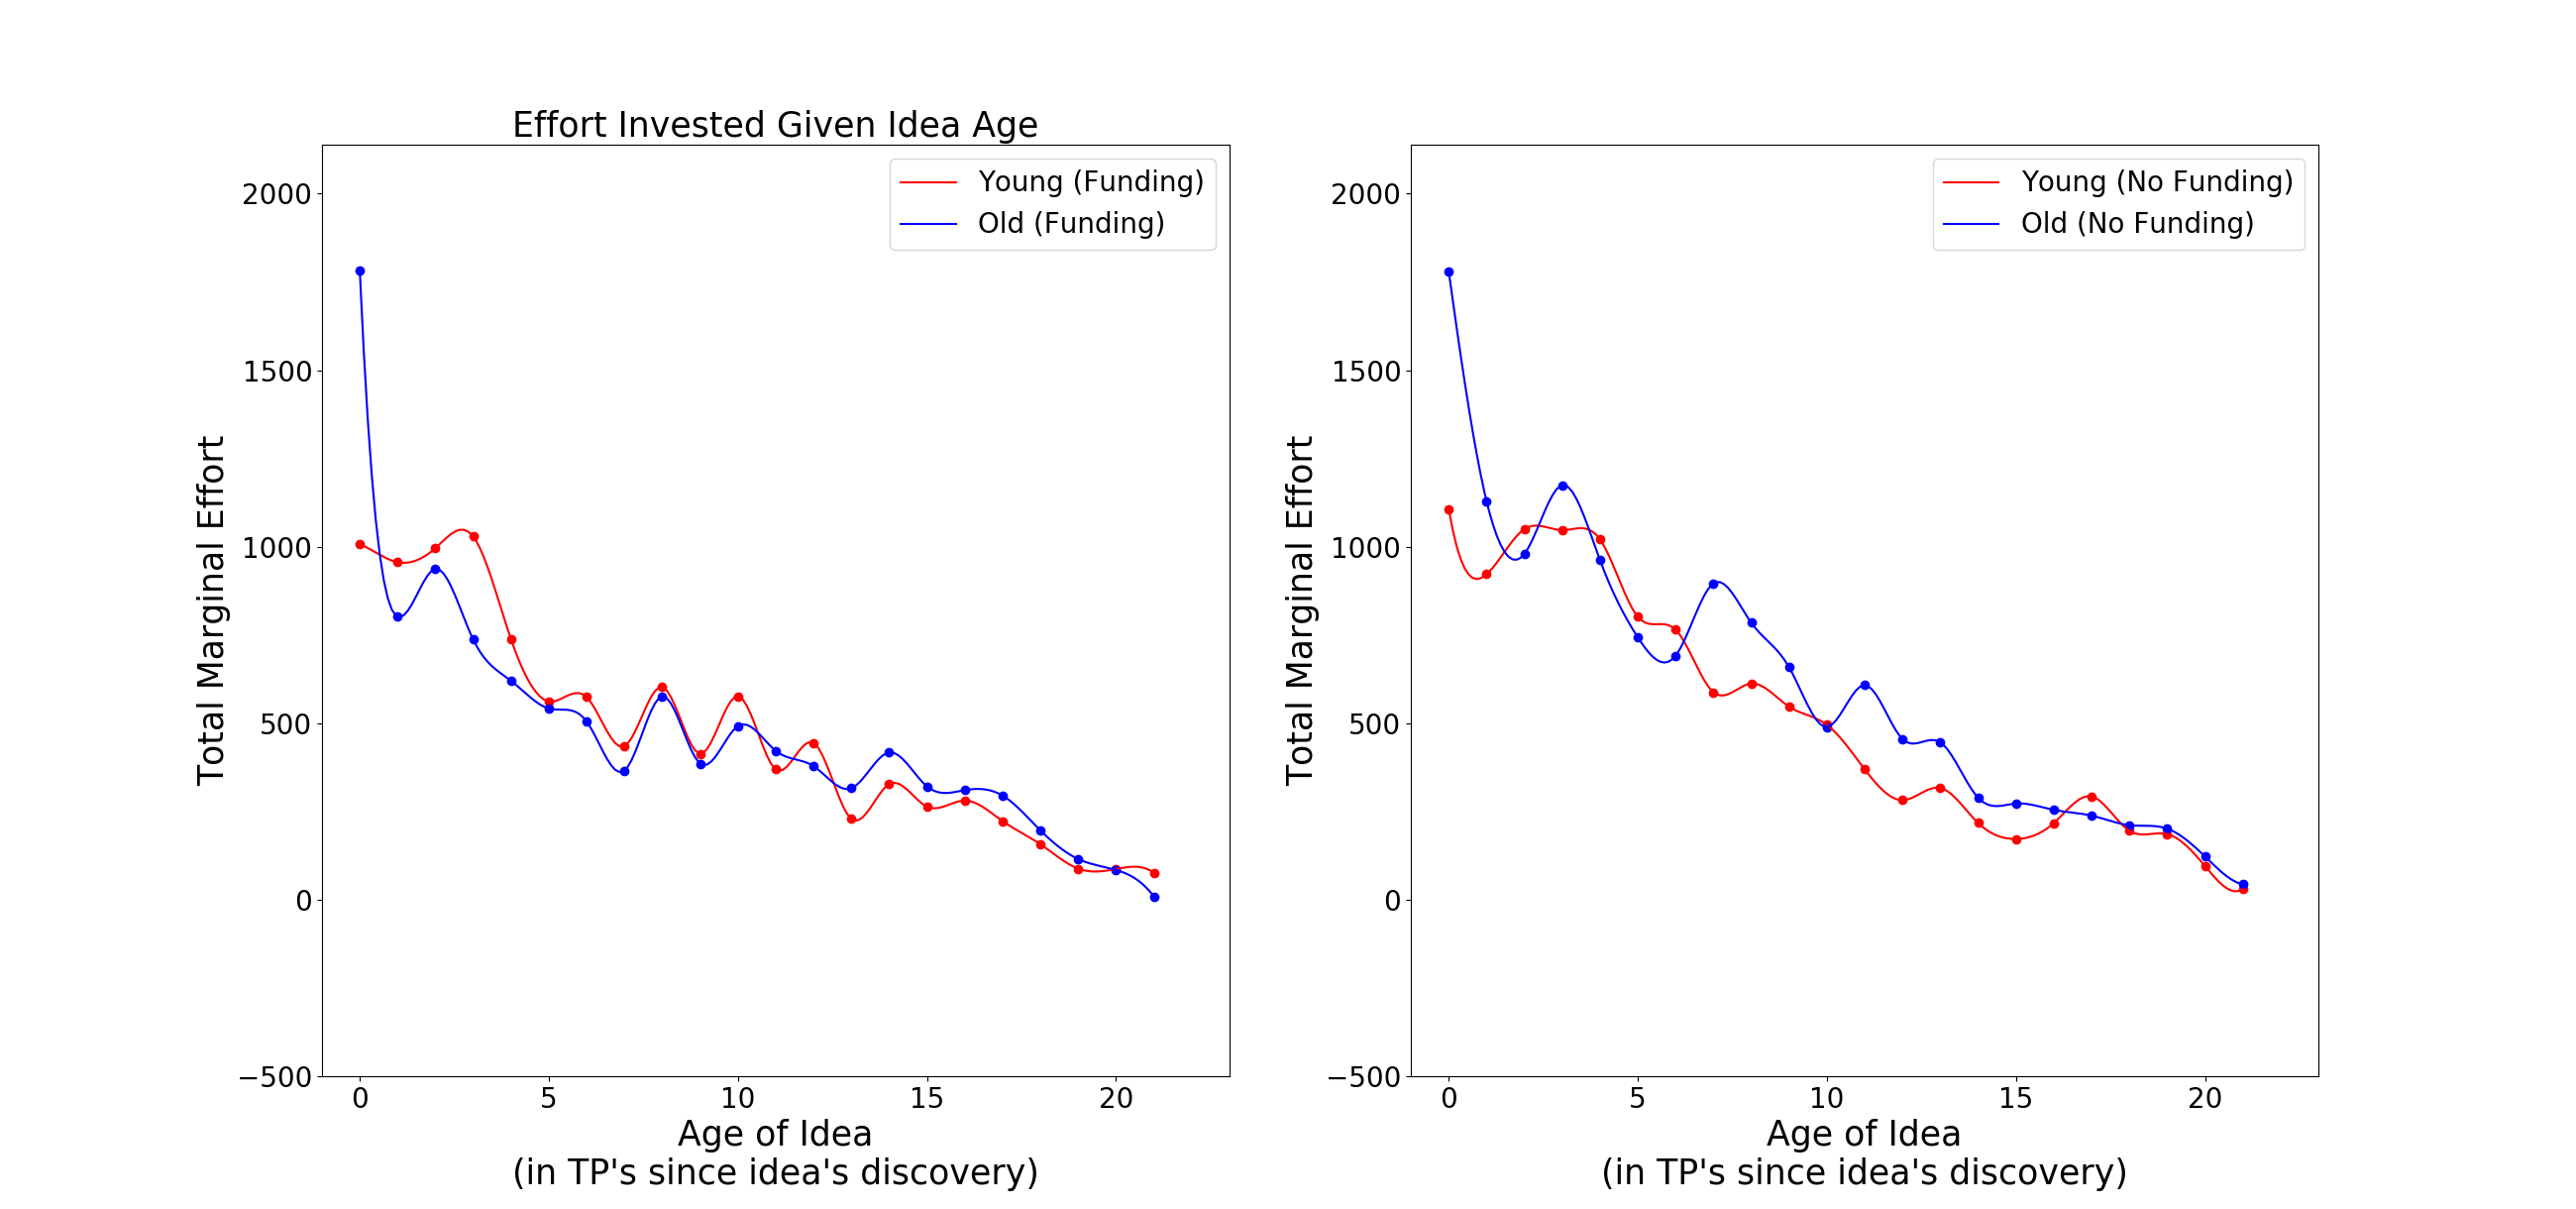 Effort Invested Given Idea Age
Young (Funding)
Old (Funding)
Total Marginal Effort
2000
1500
1000
500
0
−500
0 5 10 15 20
Age of Idea
(in TP's since idea's discovery)
Young (No Funding)
Old (No Funding)
Total Marginal Effort
2000
1500
1000
500
0
−500
0 5 10 15 20
Age of Idea
(in TP's since idea's discovery)